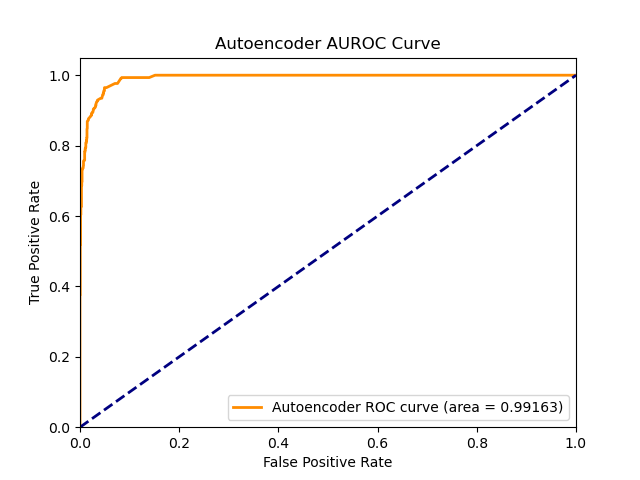 Autoencoder AUROC Curve
1.0
0.8
0.6
0.4
0.2
0.0
True Positive Rate
Autoencoder ROC curve (area = 0.99163)
0.0 0.2 0.4 0.6 0.8 1.0
False Positive Rate